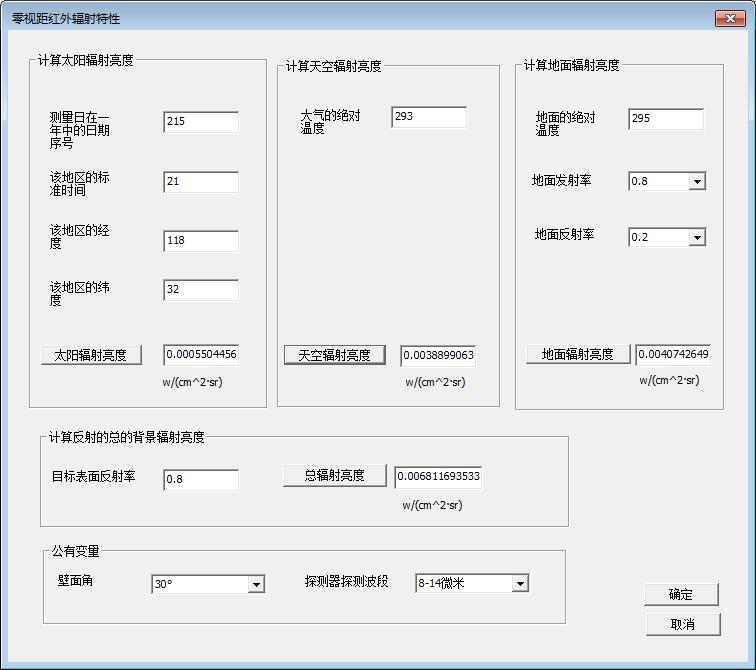 零视距红外辐射特性
计算太阳辐射亮度
测量日在一
年中的日期
序号
215
该地区的标
准时间
21
该地区的经
度
118
该地区的纬
度
32
太阳辐射亮度
0.0005504456
w/(cm^2·sr)
计算天空辐射亮度
大气的绝对
温度
293
天空辐射亮度
0.0038899063
w/(cm^2·sr)
计算地面辐射亮度
地面的绝对
温度
295
地面发射率
0.8
地面反射率
0.2
地面辐射亮度
0.0040742649
w/(cm^2·sr)
计算反射的总的背景辐射亮度
目标表面反射率
0.8
总辐射亮度
0.006811693533
w/(cm^2·sr)
公有变量
壁面角
30°
探测器探测波段
8-14微米
确定
取消